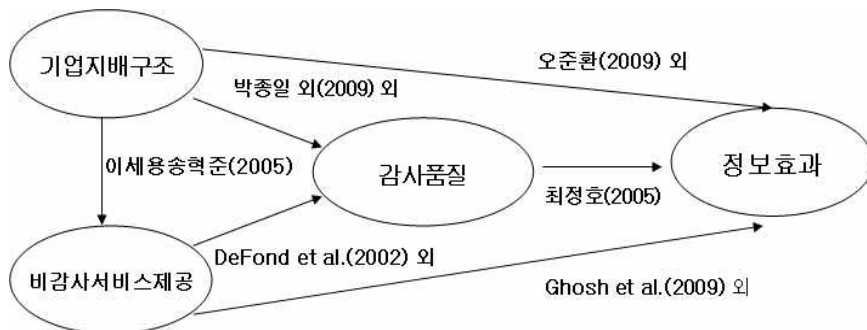 기업지배구조
오준환(2009) 외
박종일 외(2009) 외
이세용송혁준(2005)
감사품질
정보효과
최정호(2005)
비감사서비스제공
DeFond et al.(2002) 외
Ghosh et al.(2009) 외